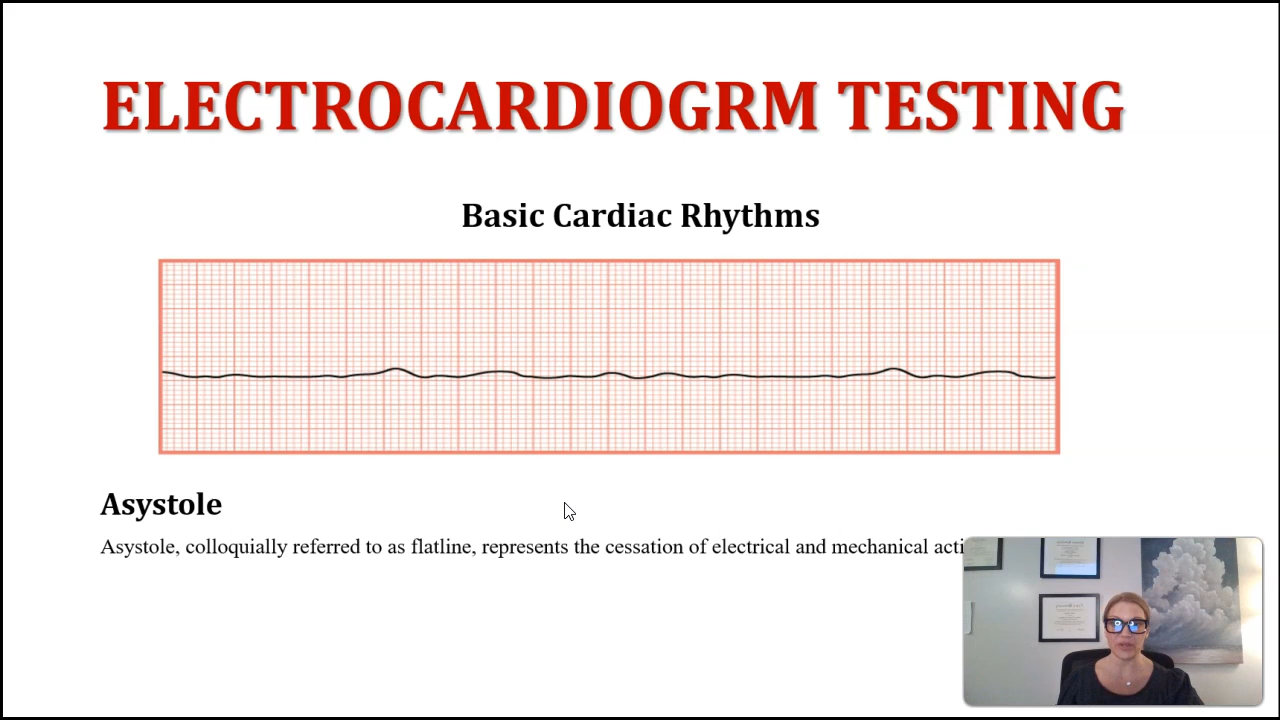 ELECTROCARDIOGRM TESTING
Basic Cardiac Rhythms
Asystole
Asystole, colloquially referred to as flatline, represents the cessation of electrical and mechanical acti